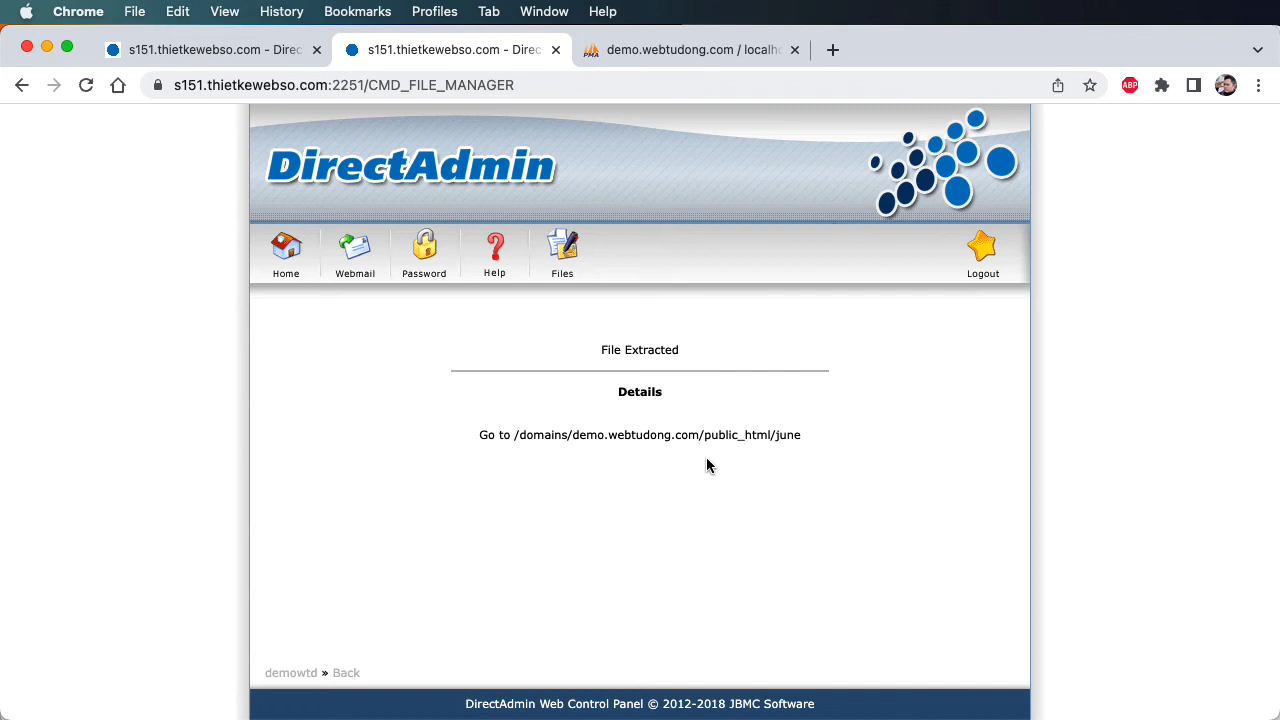 Chrome File Edit View History Bookmarks Profiles Tab Window Help
s151.thietkewebso.com - Direc
s151.thietkewebso.com - Direc
demo.webtudong.com / localh
s151.thietkewebso.com:2251/CMD_FILE_MANAGER
ABP
DirectAdmin
Home Webmail Password Help Files Logout
File Extracted
Details
Go to /domains/demo.webtudong.com/public_html/june
demowtd » Back
DirectAdmin Web Control Panel © 2012-2018 JBMC Software